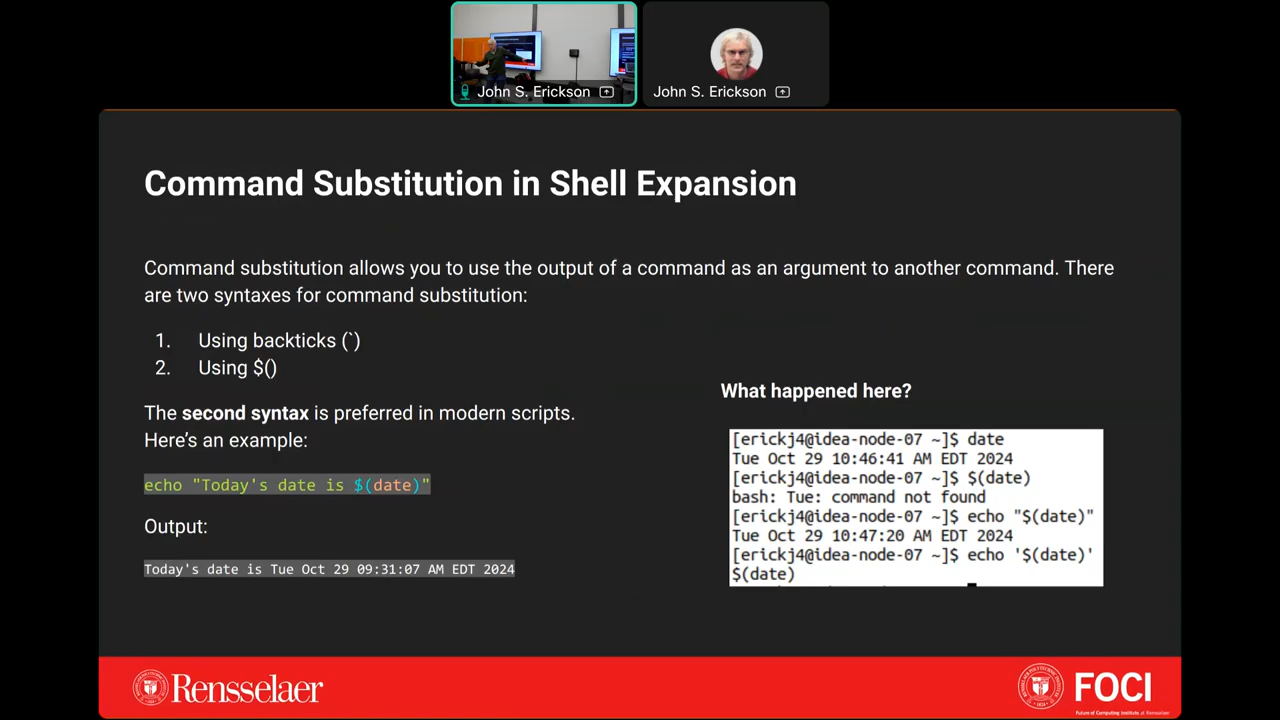 John S. Erickson
John S. Erickson
Command Substitution in Shell Expansion
Command substitution allows you to use the output of a command as an argument to another command. There
are two syntaxes for command substitution:
1. Using backticks (`)
2. Using $()
The second syntax is preferred in modern scripts.
Here's an example:
echo "Today's date is $(date)"
Output:
Today's date is Tue Oct 29 09:31:07 AM EDT 2024
What happened here?
[erickj4@idea-node-07 ~]$ date
Tue Oct 29 10:46:41 AM EDT 2024
[erickj4@idea-node-07 ~]$ $(date)
bash: Tue: command not found
[erickj4@idea-node-07 ~]$ echo "$(date)"
Tue Oct 29 10:47:20 AM EDT 2024
[erickj4@idea-node-07 ~]$ echo '$(date)'
$(date)
Rensselaer
FOCI
Future of Computing Institute at Rensselaer